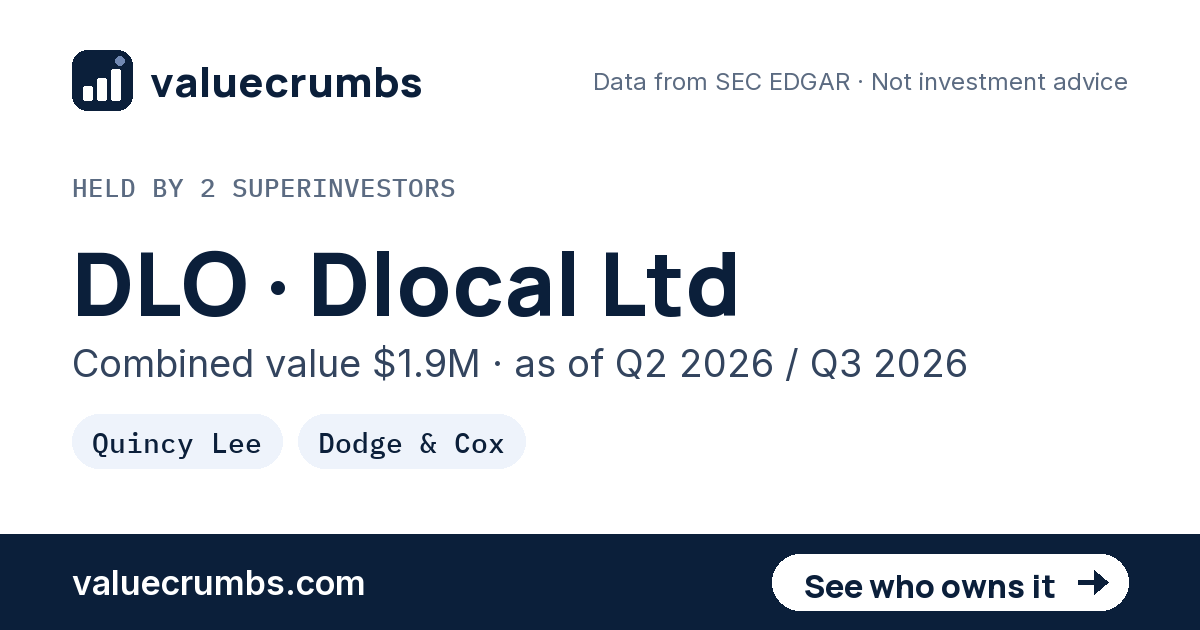 valuecrumbs
Data from SEC EDGAR · Not investment advice
HELD BY 2 SUPERINVESTORS
DLO · Dlocal Ltd
Combined value $1.9M · as of Q2 2026 / Q3 2026
Quincy Lee
Dodge & Cox
valuecrumbs.com
See who owns it →